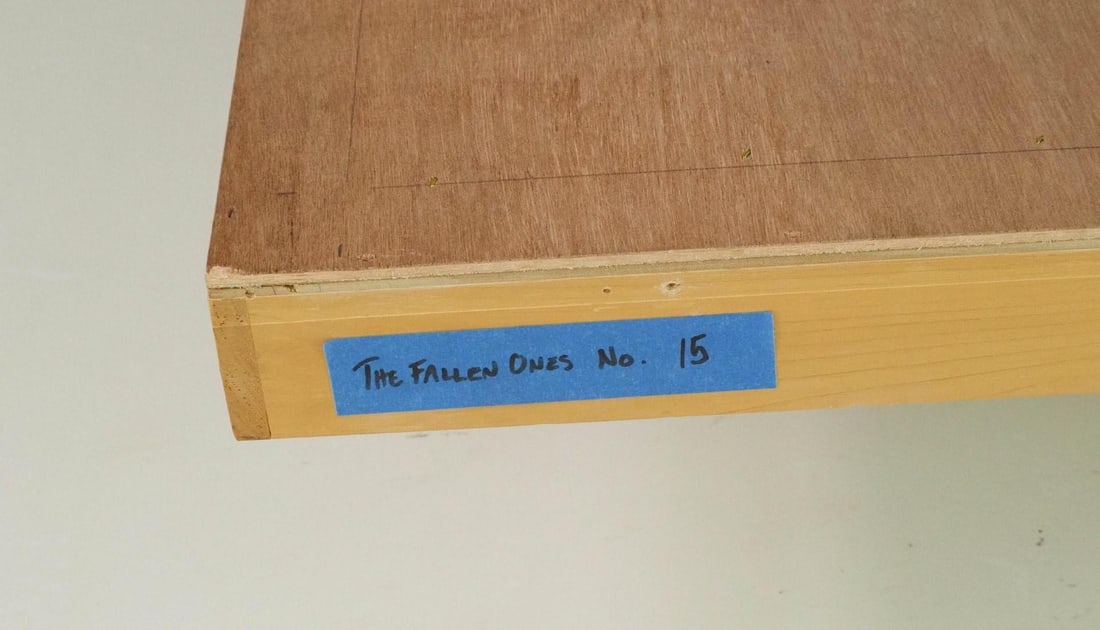 The Fallen Ones No. 15